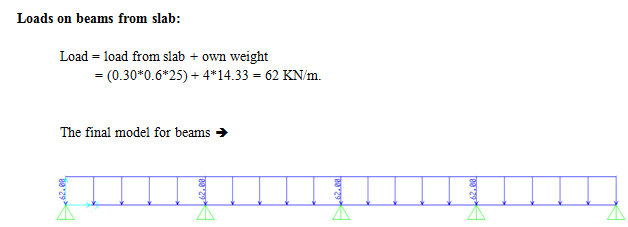 Loads on beams from slab:
Load = load from slab + own weight
= (0.30*0.6*25) + 4*14.33 = 62 KN/m.
The final model for beams ➔
62.00 62.00 62.00 62.00